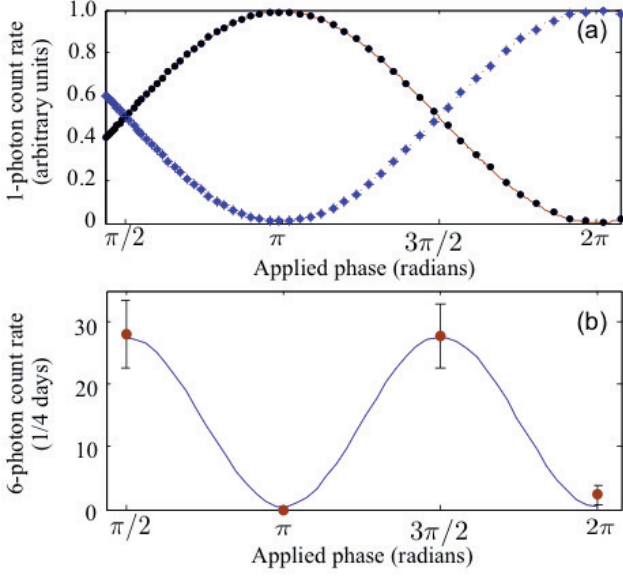 (a)
1-photon count rate
(arbitrary units)
1.0
0.8
0.6
0.4
0.2
0
π/2
π
3π/2
2π
Applied phase (radians)
(b)
6-photon count rate
(1/4 days)
30
20
10
0
π/2
π
3π/2
2π
Applied phase (radians)